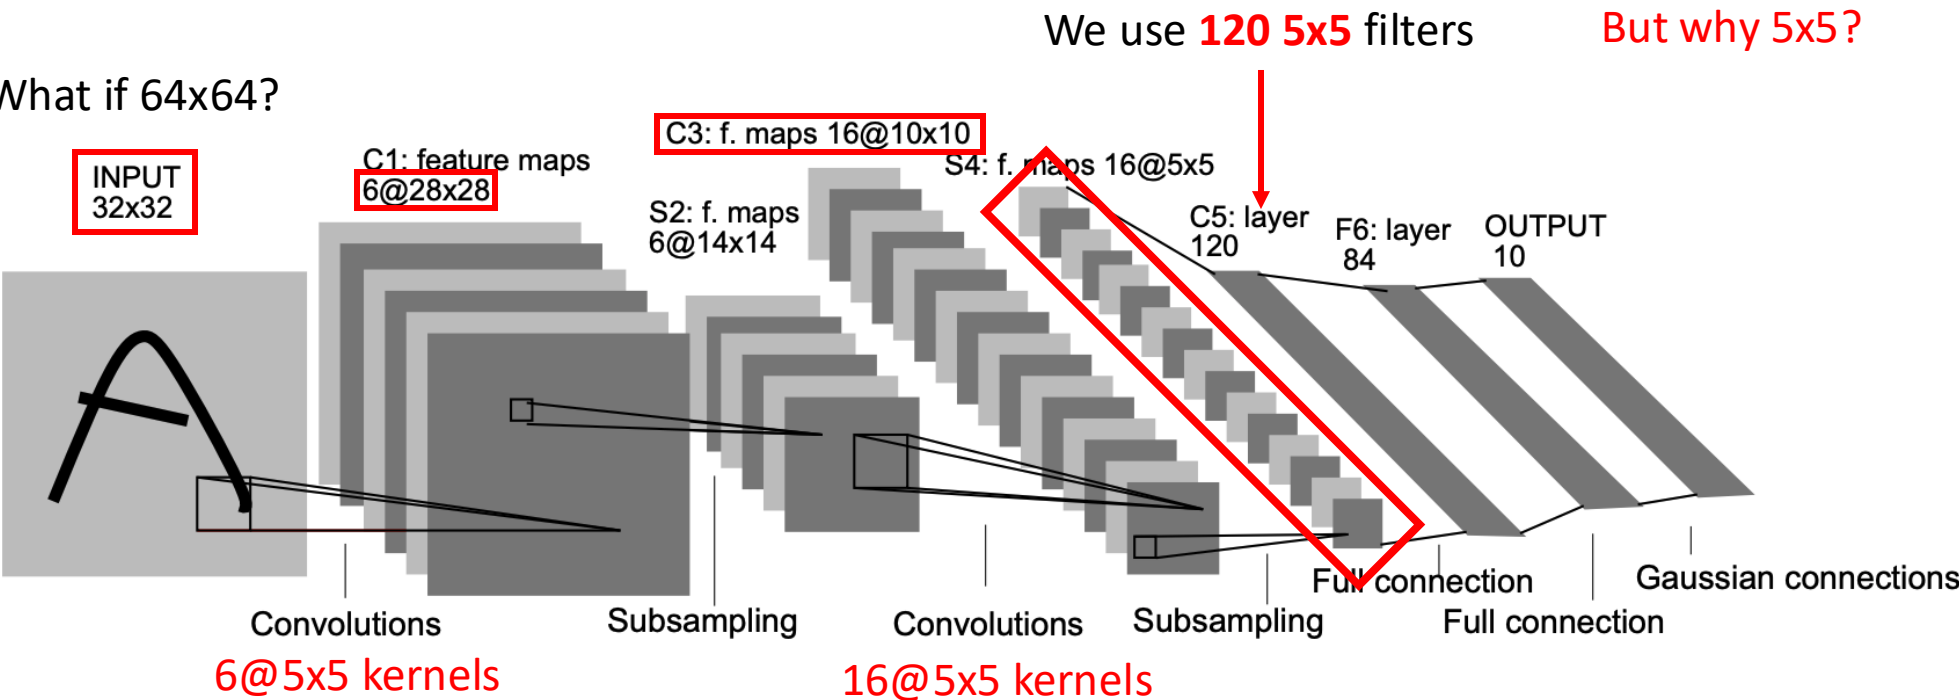 We use 120 5x5 filters
But why 5x5?
What if 64x64?
INPUT
32x32
C1: feature maps
6@28x28
C3: f. maps 16@10x10
S2: f. maps
6@14x14
S4: f. maps 16@5x5
C5: layer
120
F6: layer
84
OUTPUT
10
Convolutions
Subsampling
Convolutions
Subsampling
Full connection
Full connection
Gaussian connections
6@5x5 kernels
16@5x5 kernels